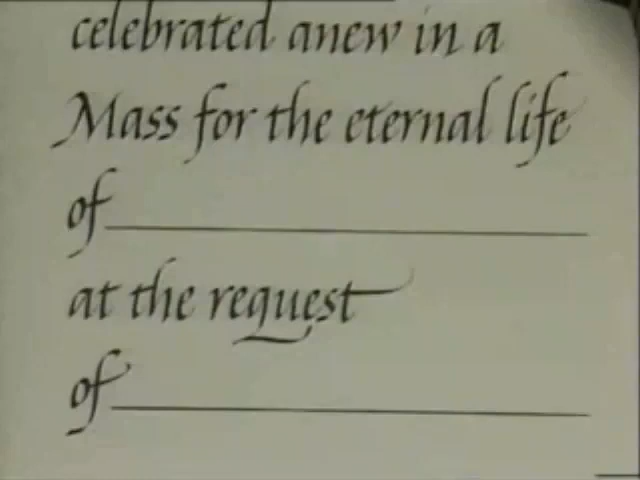 celebrated anew in a
Mass for the eternal life
of
at the request
of